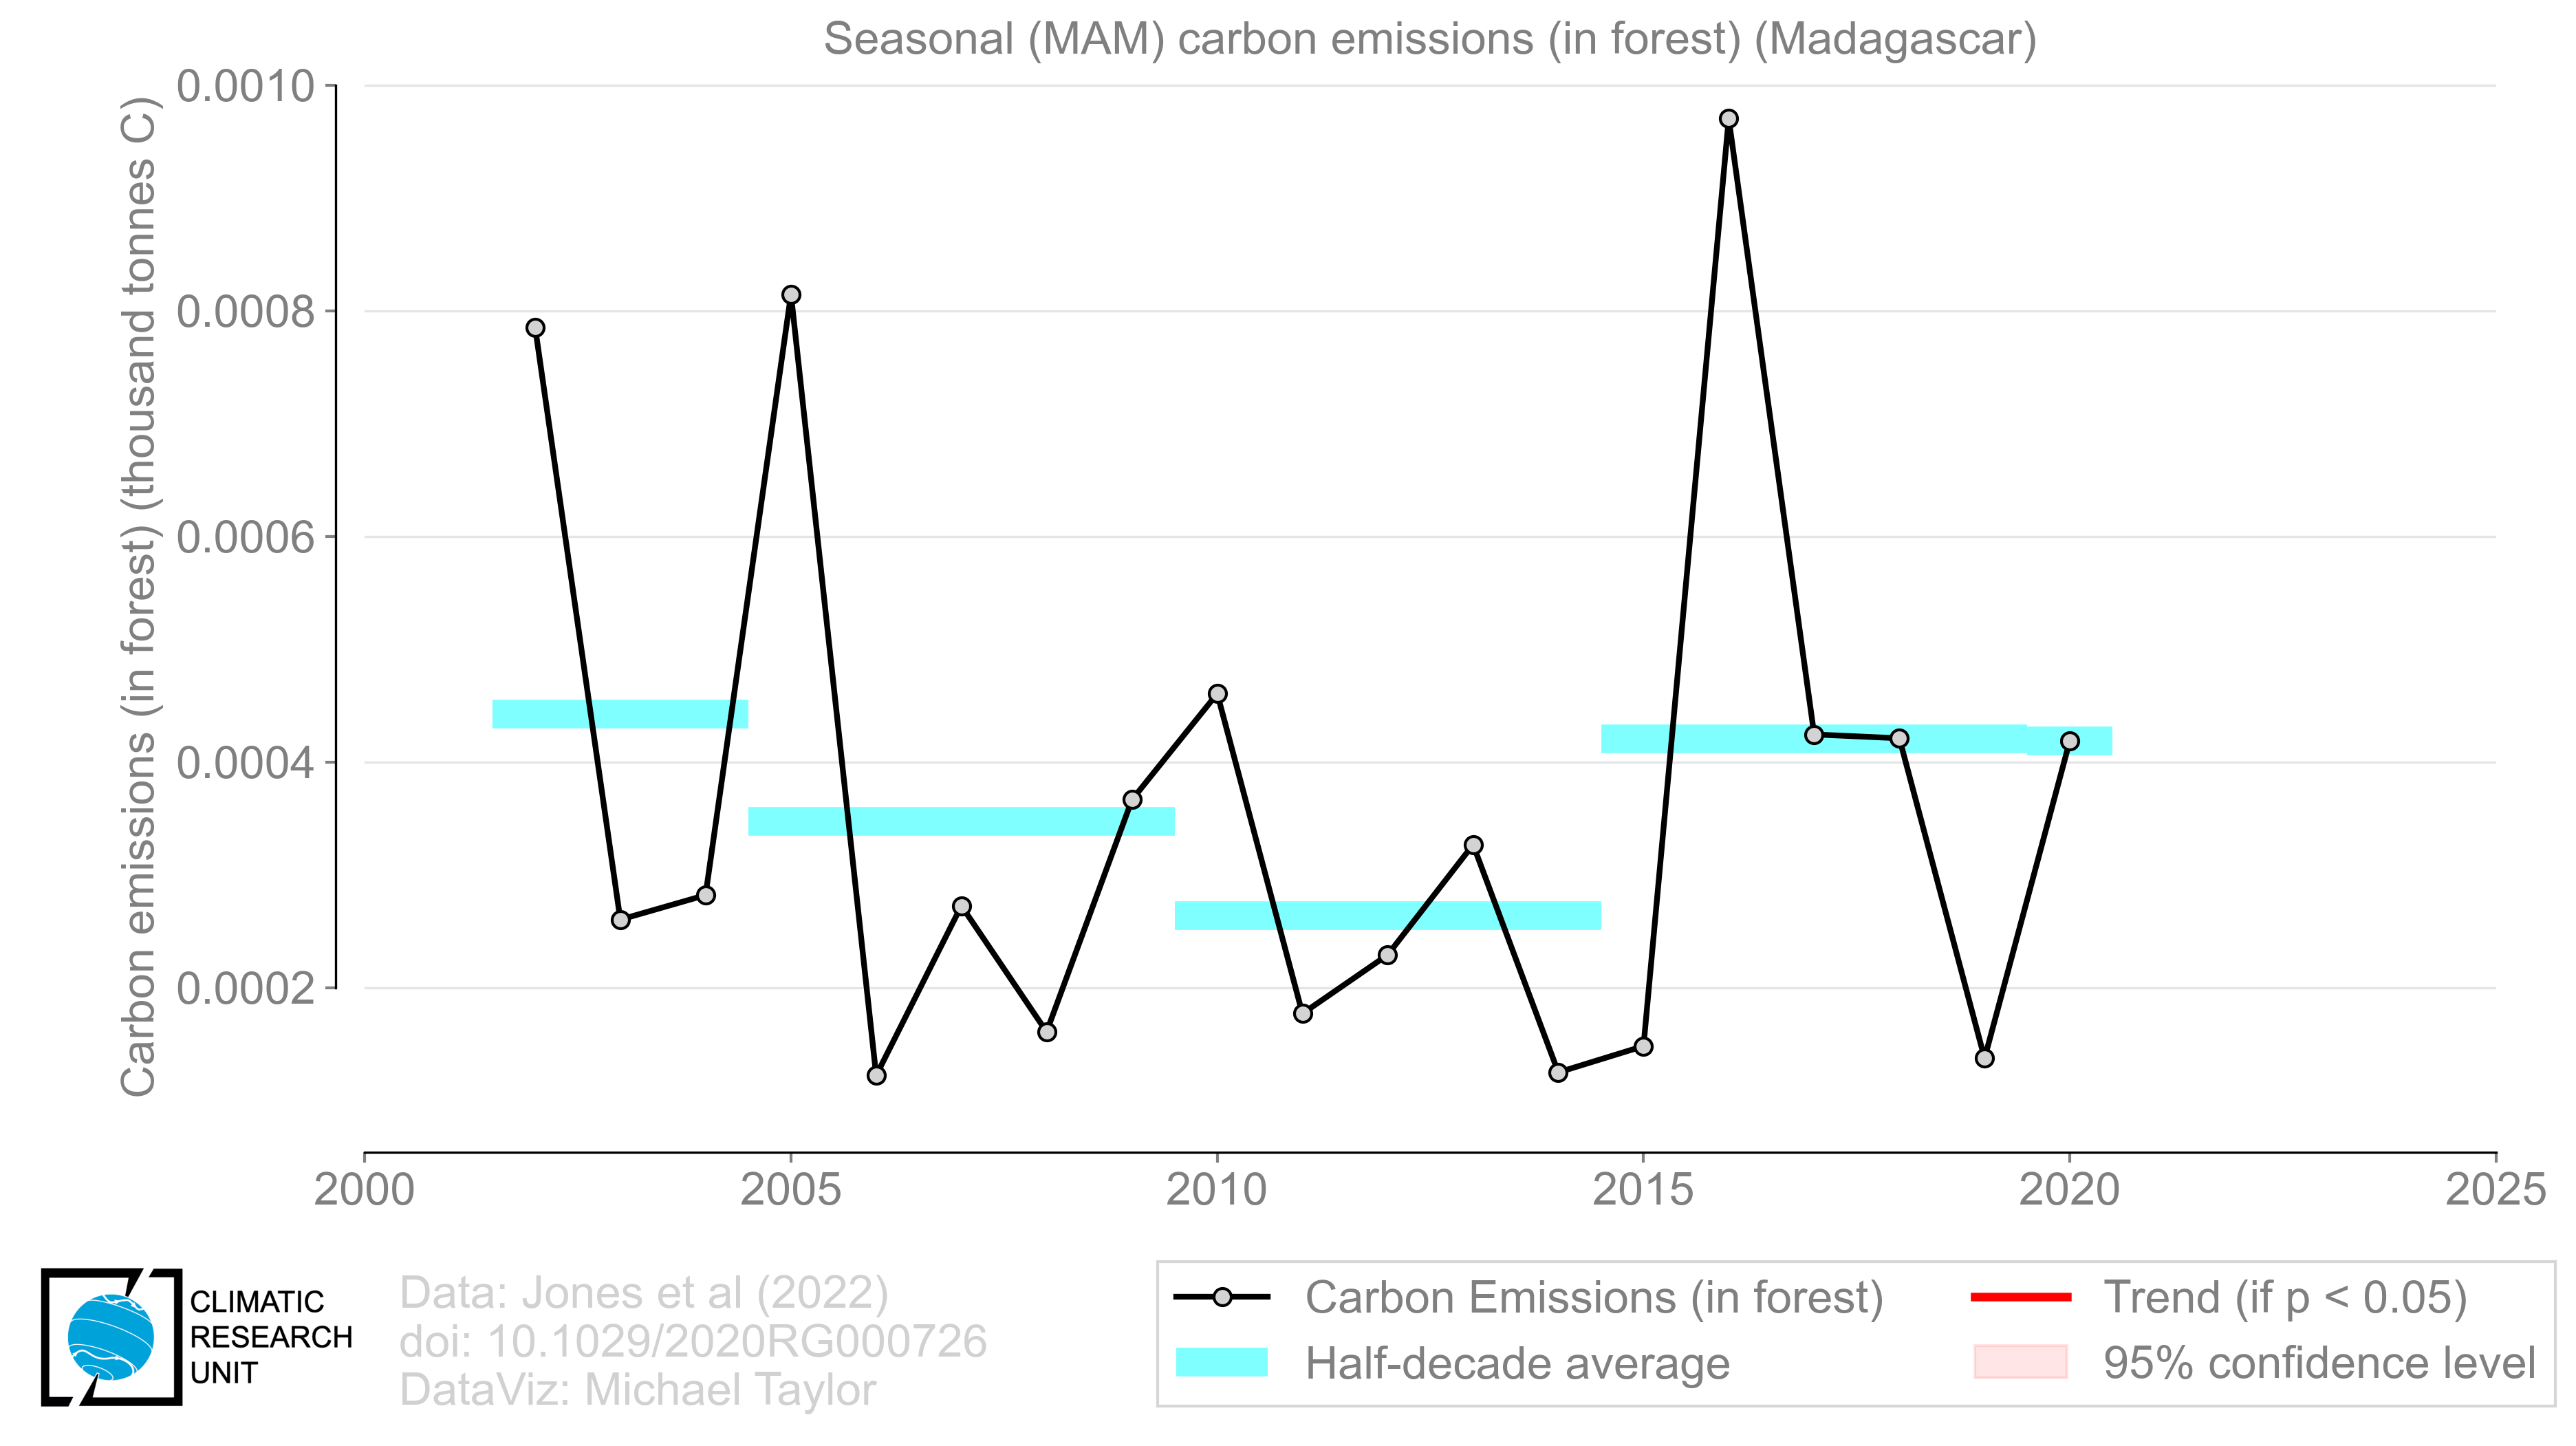 Seasonal (MAM) carbon emissions (in forest) (Madagascar)
Carbon emissions (in forest) (thousand tonnes C)
0.0010
0.0008
0.0006
0.0004
0.0002
2000 2005 2010 2015 2020 2025
CLIMATIC
RESEARCH
UNIT
Data: Jones et al (2022)
doi: 10.1029/2020RG000726
DataViz: Michael Taylor
Carbon Emissions (in forest)
Half-decade average
Trend (if p < 0.05)
95% confidence level